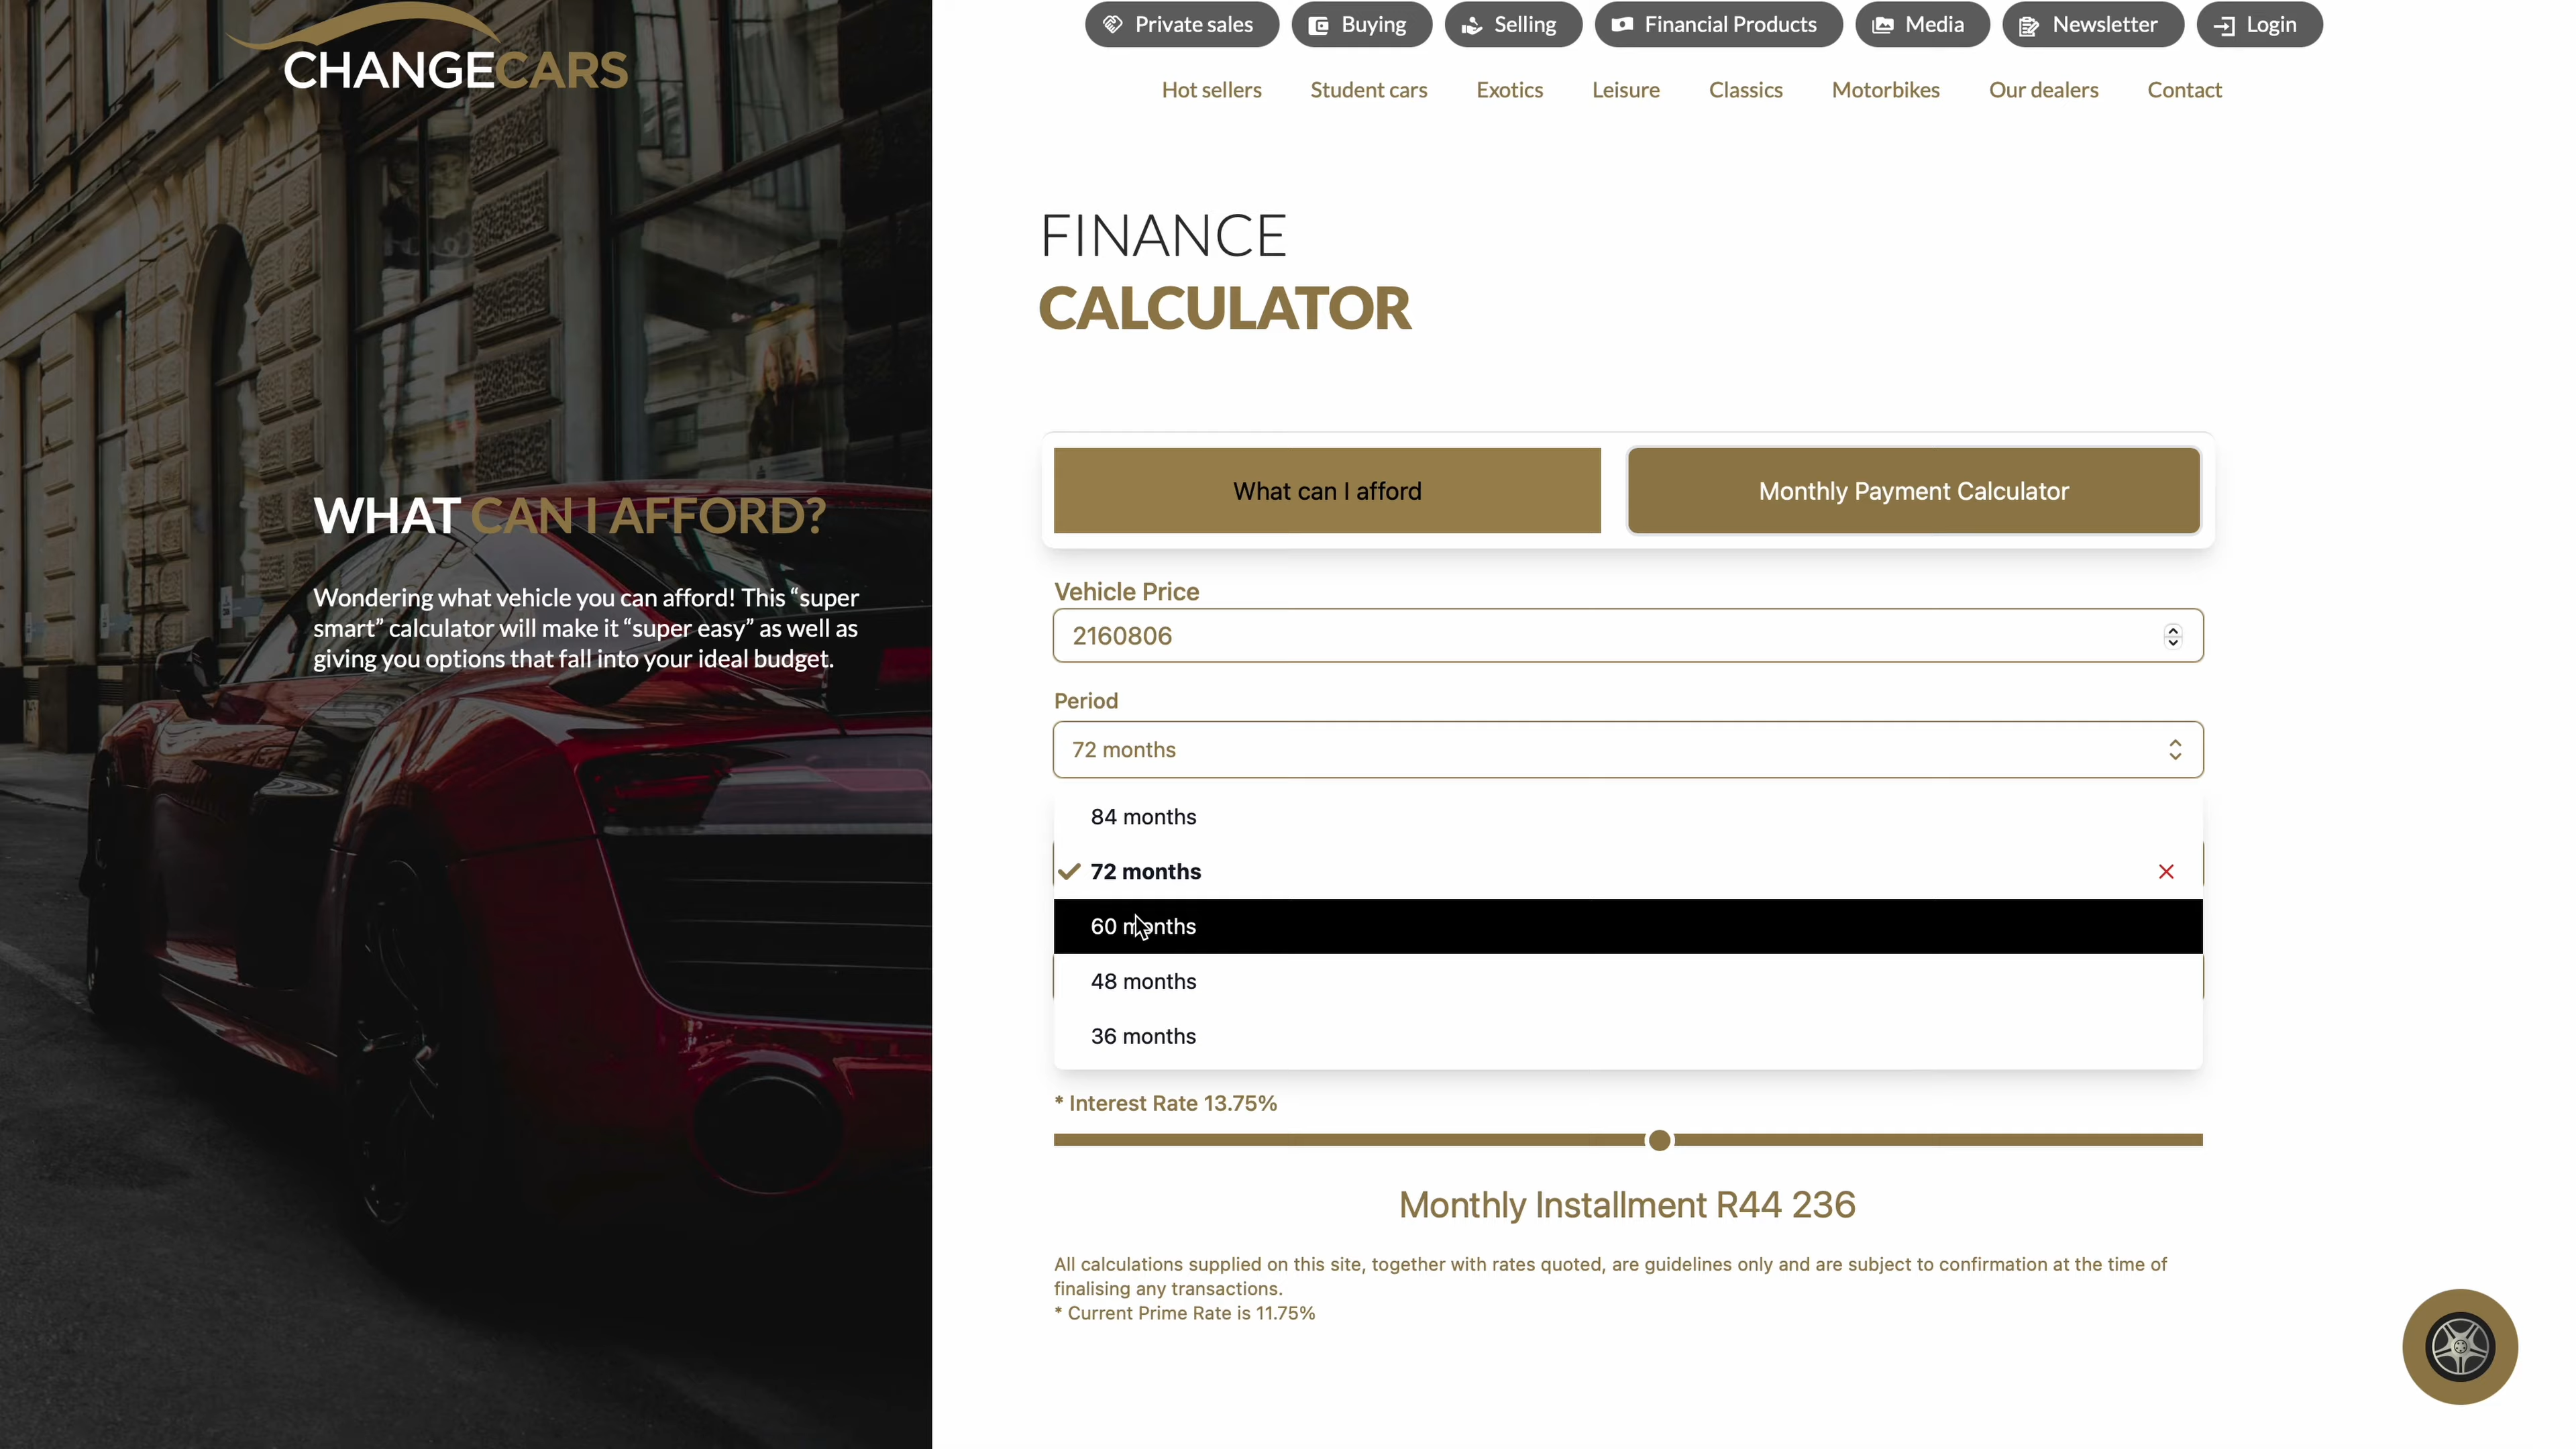 CHANGECARS
Private sales
Buying
Selling
Financial Products
Media
Newsletter
Login
Hot sellers
Student cars
Exotics
Leisure
Classics
Motorbikes
Our dealers
Contact
WHAT CAN I AFFORD?
Wondering what vehicle you can afford! This “super
smart” calculator will make it “super easy” as well as
giving you options that fall into your ideal budget.
FINANCE
CALCULATOR
What can I afford
Monthly Payment Calculator
Vehicle Price
2160806
Period
72 months
84 months
72 months
60 months
48 months
36 months
* Interest Rate 13.75%
Monthly Installment R44 236
All calculations supplied on this site, together with rates quoted, are guidelines only and are subject to confirmation at the time of
finalising any transactions.
* Current Prime Rate is 11.75%